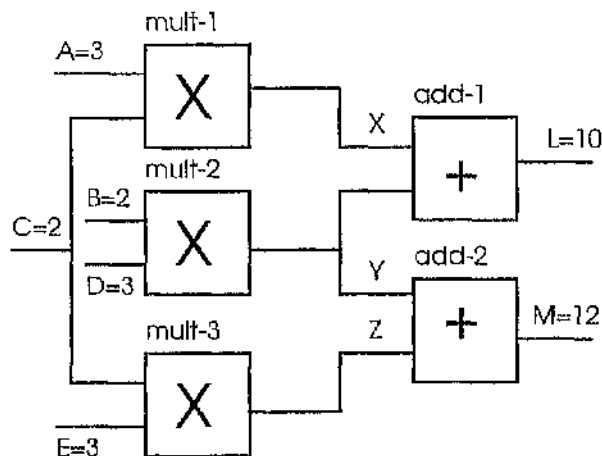 mult-1
A=3
X
add-1
X
L=10
+
mult-2
B=2
X
C=2
D=3
Y
add-2
+
M=12
mult-3
Z
X
E=3